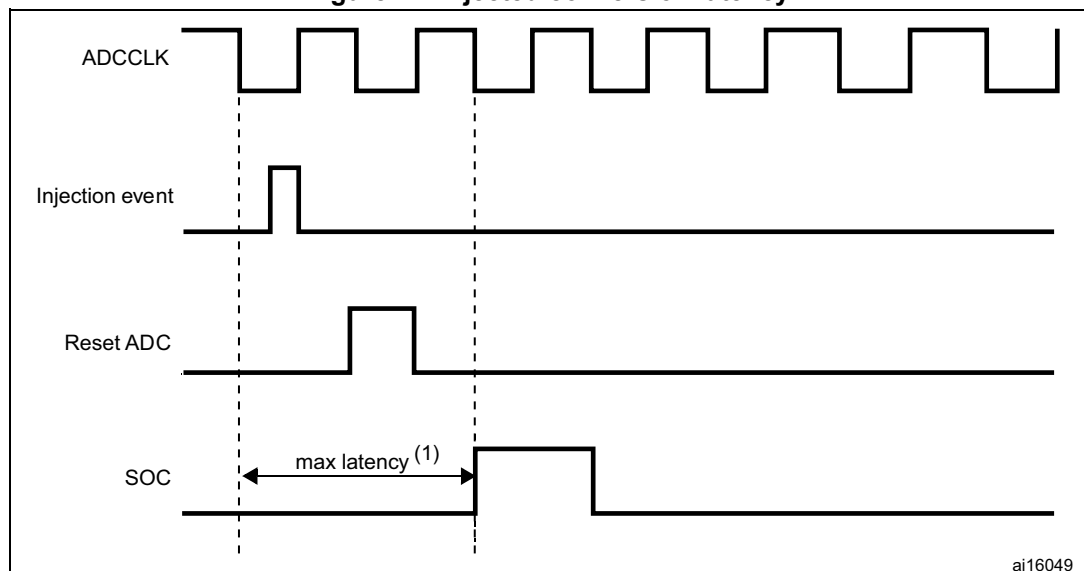 ADCCLK
Injection event
Reset ADC
max latency (1)
SOC
ai16049